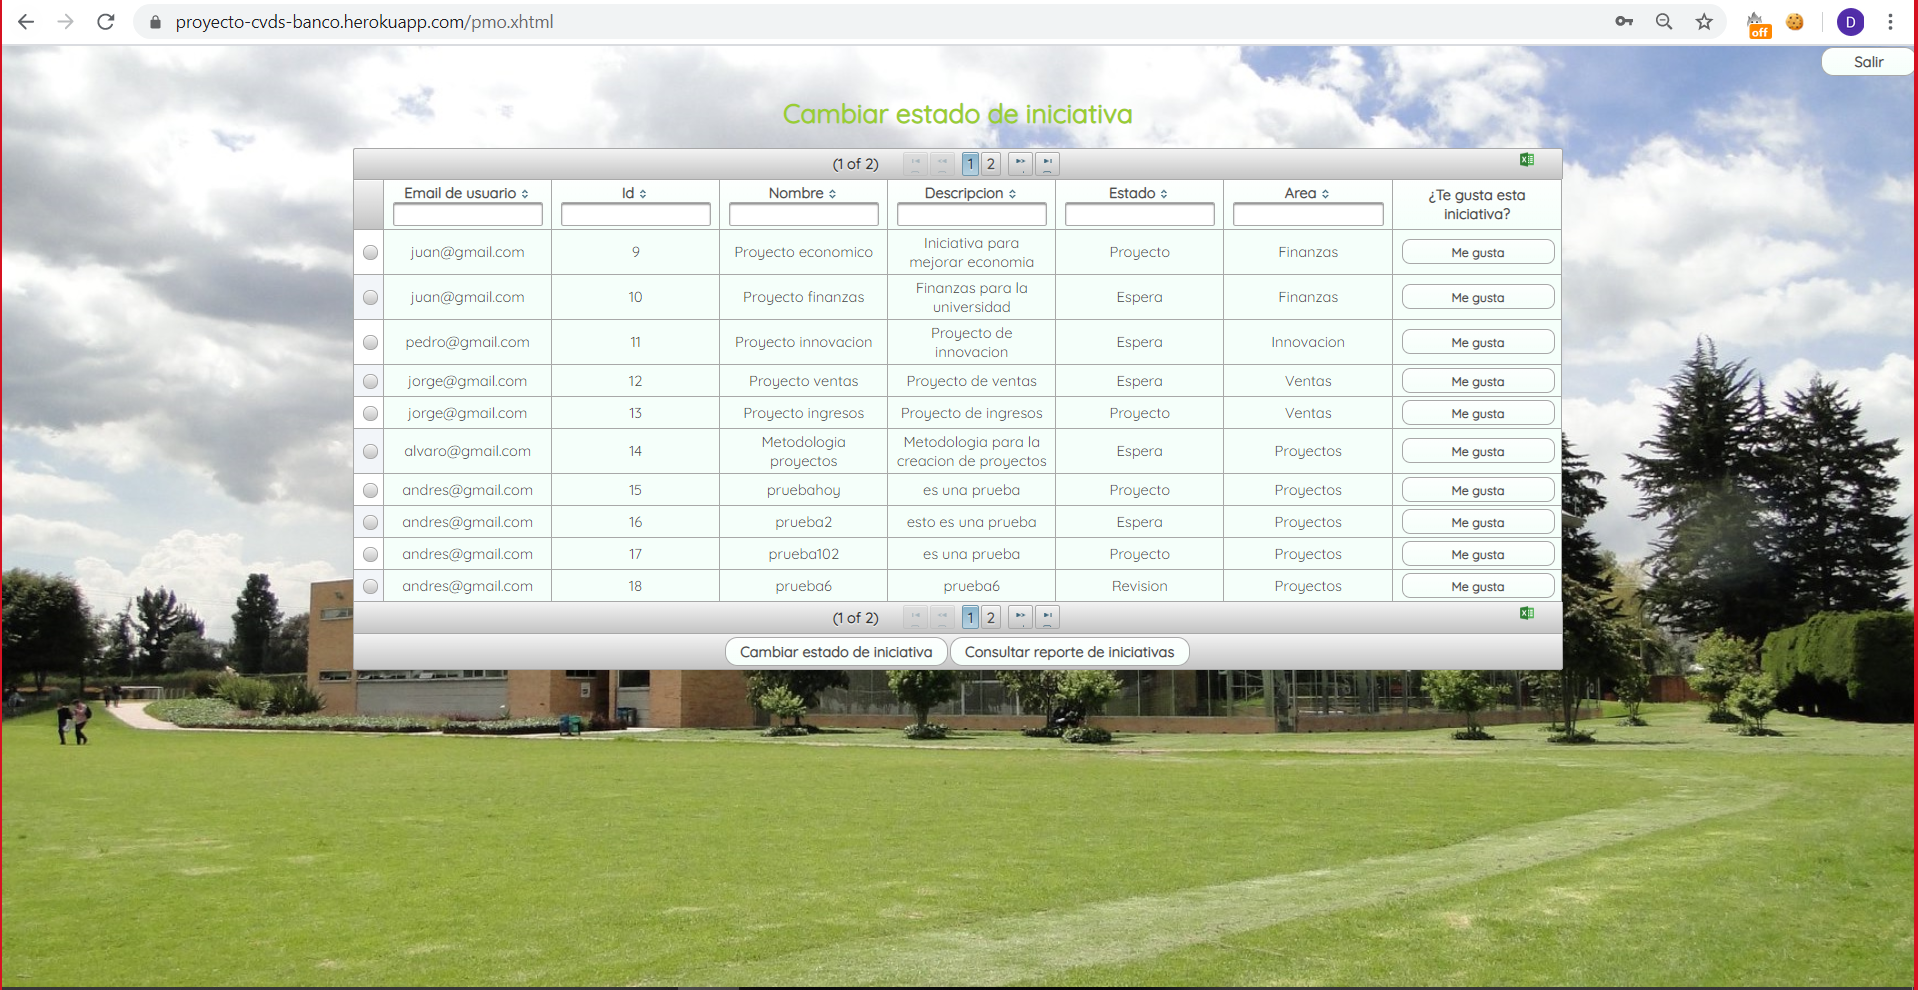 proyecto-cvds-banco.herokuapp.com/pmo.xhtml
off
D
Salir
Cambiar estado de iniciativa
(1 of 2) 1 2
Email de usuario Id Nombre Descripcion Estado Area ¿Te gusta esta
iniciativa?
juan@gmail.com 9 Proyecto economico Iniciativa para
mejorar economia Proyecto Finanzas Me gusta
juan@gmail.com 10 Proyecto finanzas Finanzas para la
universidad Espera Finanzas Me gusta
pedro@gmail.com 11 Proyecto innovacion Proyecto de
innovacion Espera Innovacion Me gusta
jorge@gmail.com 12 Proyecto ventas Proyecto de ventas Espera Ventas Me gusta
jorge@gmail.com 13 Proyecto ingresos Proyecto de ingresos Proyecto Ventas Me gusta
alvaro@gmail.com 14 Metodologia
proyectos Metodologia para la
creacion de proyectos Espera Proyectos Me gusta
andres@gmail.com 15 pruebahoy es una prueba Proyecto Proyectos Me gusta
andres@gmail.com 16 prueba2 esto es una prueba Espera Proyectos Me gusta
andres@gmail.com 17 prueba102 es una prueba Proyecto Proyectos Me gusta
andres@gmail.com 18 prueba6 prueba6 Revision Proyectos Me gusta
(1 of 2) 1 2
Cambiar estado de iniciativa Consultar reporte de iniciativas